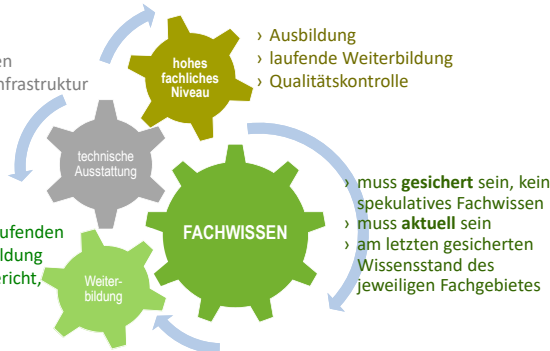 › Ausbildung
› laufende Weiterbildung
› Qualitätskontrolle
hohes
fachliches
Niveau
en
nfrastruktur
technische
Ausstattung
FACHWISSEN
› muss gesichert sein, kein
spekulatives Fachwissen
› muss aktuell sein
› am letzten gesicherten
Wissensstand des
jeweiligen Fachgebietes
ufenden
ldung
ericht,
Weiter-
bildung